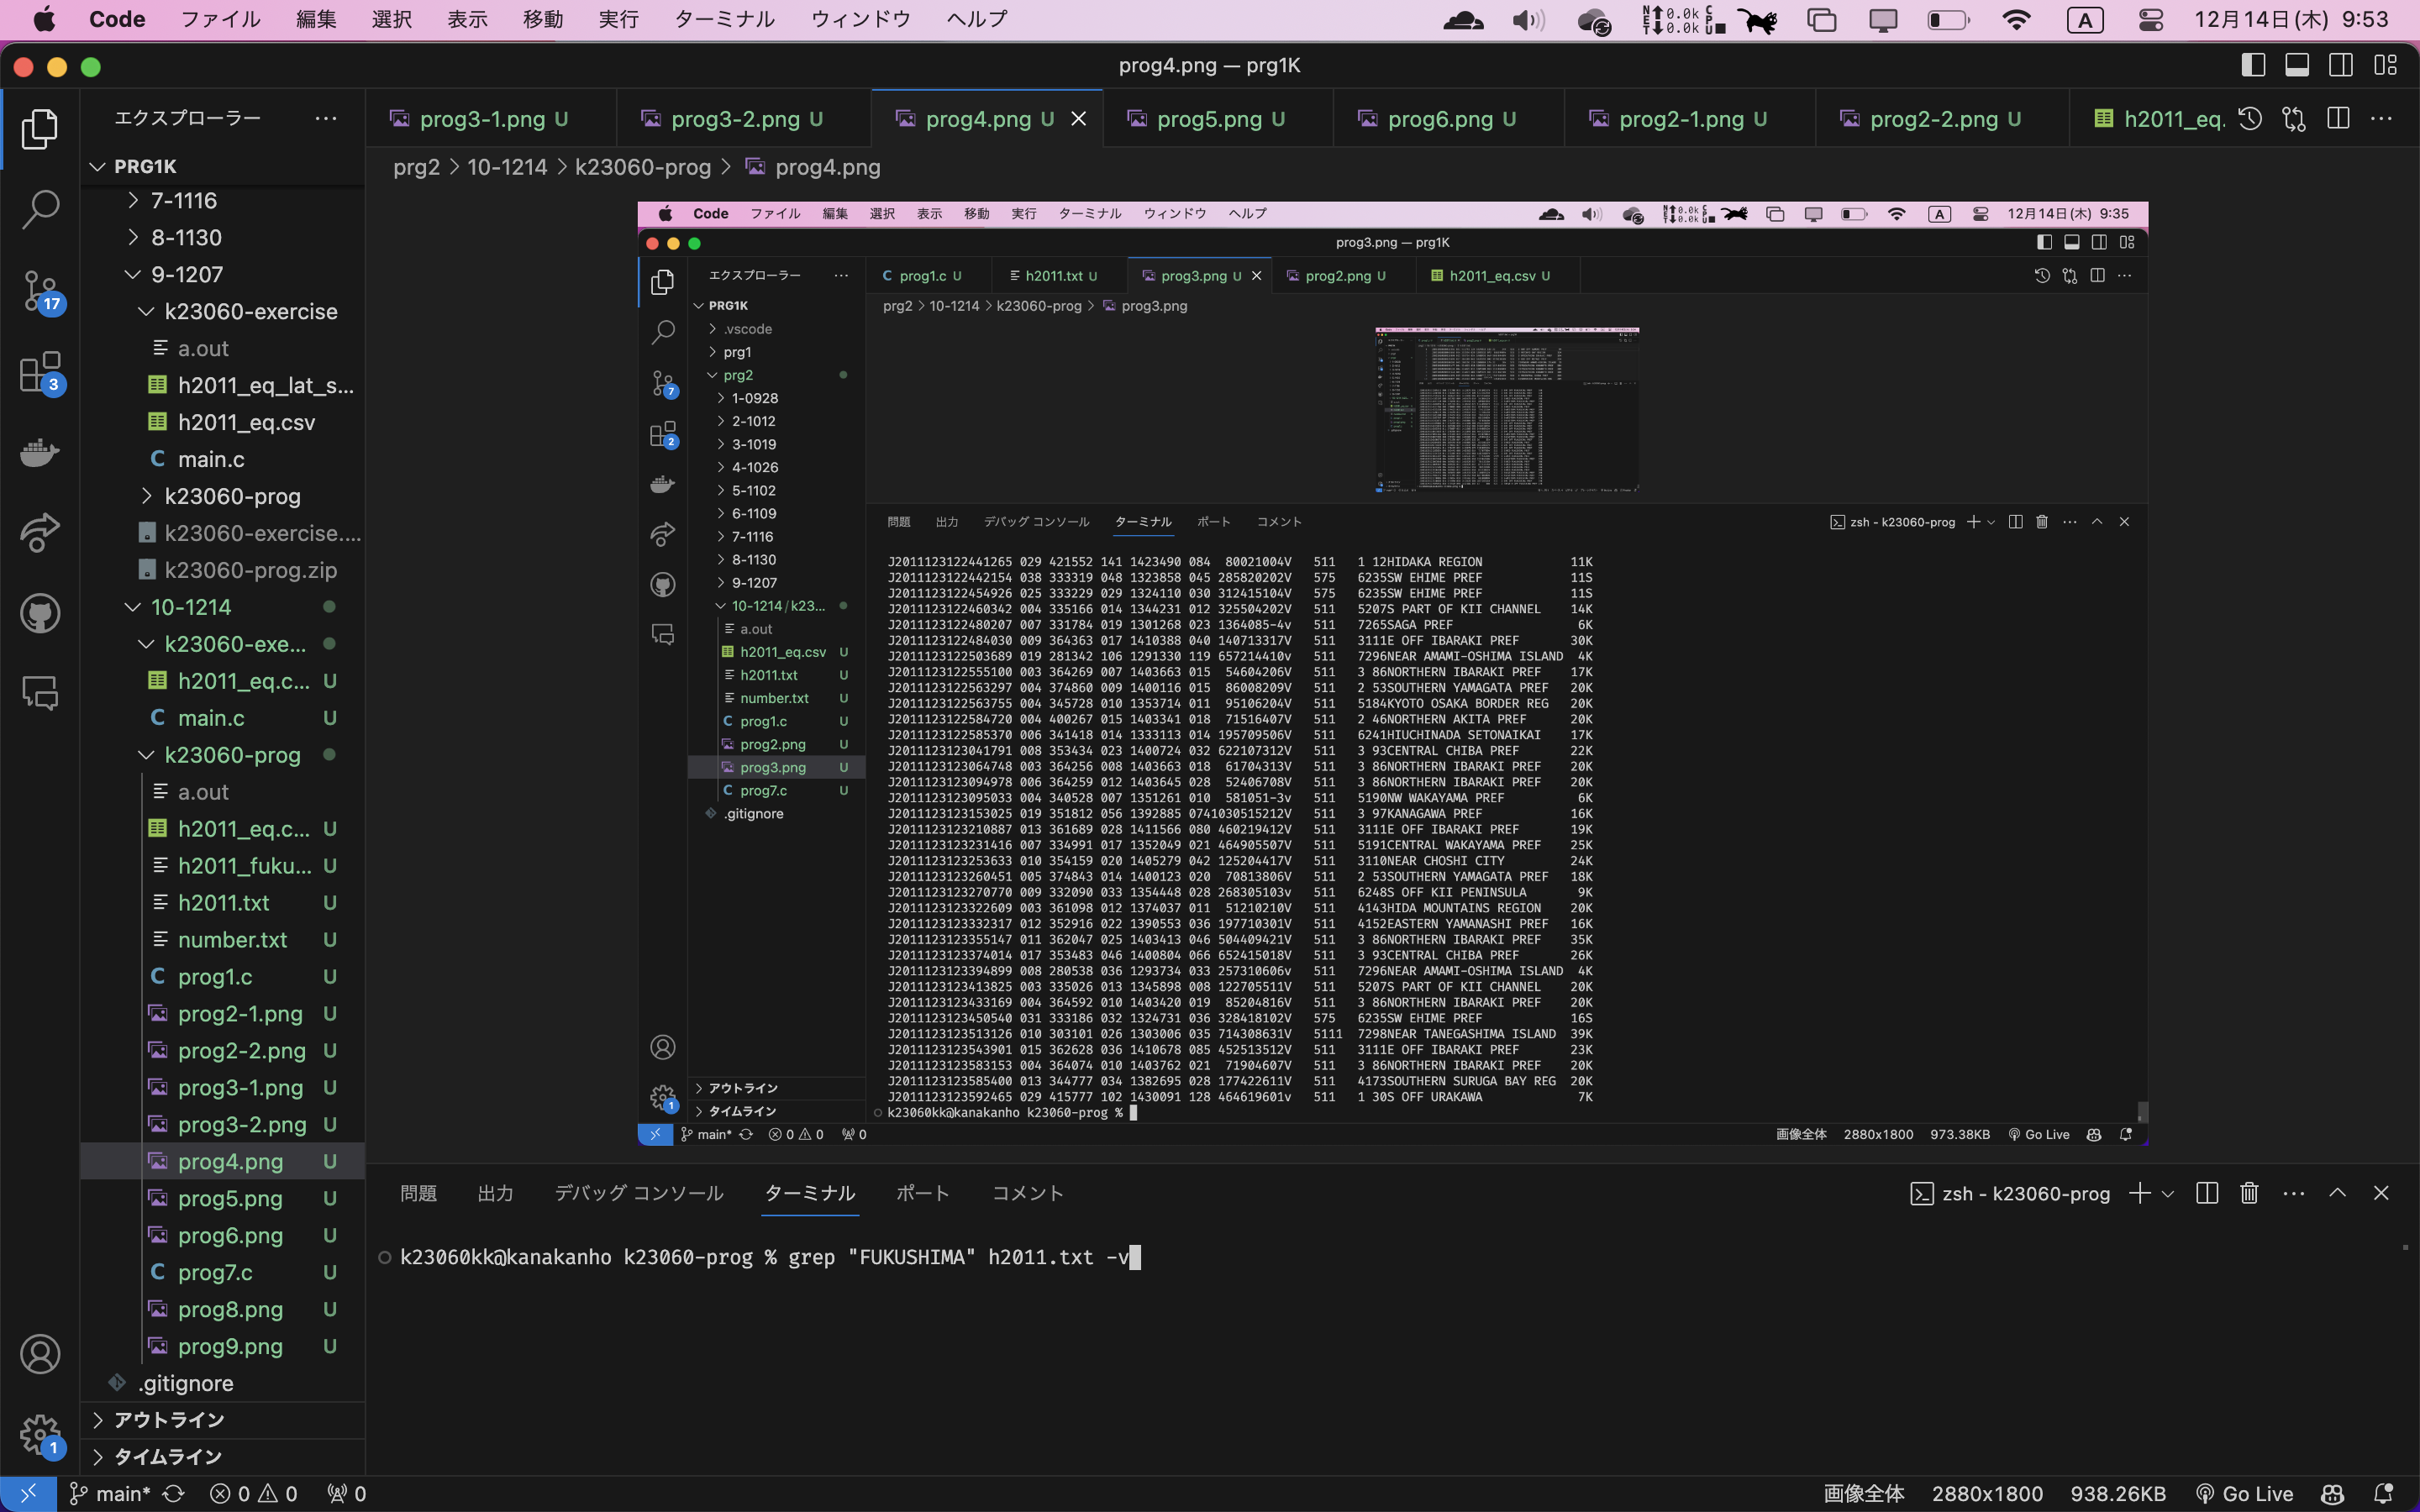 Code ファイル 編集 選択 表示 移動 実行 ターミナル ウィンドウ ヘルプ 0.0k 0.0k A 12月14日(木) 9:53
prog4.png — prg1K
エクスプローラー
prog3-1.png U prog3-2.png U prog4.png U prog5.png U prog6.png U prog2-1.png U prog2-2.png U h2011_eq.
PRG1K
prg2 > 10-1214 > k23060-prog > prog4.png
7-1116
8-1130
9-1207
k23060-exercise
a.out
h2011_eq_lat_s...
h2011_eq.csv
main.c
k23060-prog
k23060-exercise....
k23060-prog.zip
10-1214
k23060-exe...
h2011_eq.c... U
main.c U
k23060-prog
a.out
h2011_eq.c... U
h2011_fuku... U
h2011.txt U
number.txt U
prog1.c U
prog2-1.png U
prog2-2.png U
prog3-1.png U
prog3-2.png U
prog4.png U
prog5.png U
prog6.png U
prog7.c U
prog8.png U
prog9.png U
.gitignore
アウトライン
タイムライン
17
3
1
Code ファイル 編集 選択 表示 移動 実行 ターミナル ウィンドウ ヘルプ 0.0k 0.0k A 12月14日(木) 9:35
prog3.png — prg1K
エクスプローラー
prog1.c U h2011.txt U prog3.png U prog2.png U h2011_eq.csv U
PRG1K
prg2 > 10-1214 > k23060-prog > prog3.png
.vscode
prg1
prg2
1-0928
2-1012
3-1019
4-1026
5-1102
6-1109
7-1116
8-1130
9-1207
10-1214/k23...
a.out
h2011_eq.csv U
h2011.txt U
number.txt U
prog1.c U
prog2.png U
prog3.png U
prog7.c U
.gitignore
アウトライン
タイムライン
7
2
1
問題 出力 デバッグ コンソール ターミナル ポート コメント zsh - k23060-prog
J2011123122441265 029 421552 141 1423490 084  80021004V   511   1 12HIDAKA REGION            11K
J2011123122442154 038 333319 048 1323858 045 285820202V   575   6235SW EHIME PREF            11S
J2011123122454926 025 333229 029 1324110 030 312415104V   575   6235SW EHIME PREF            11S
J2011123122460342 004 335166 014 1344231 012 325504202V   511   5207S PART OF KII CHANNEL    14K
J2011123122480207 007 331784 019 1301268 023 1364085-4v   511   7265SAGA PREF                 6K
J2011123122484030 009 364363 017 1410388 040 140713317V   511   3111E OFF IBARAKI PREF       30K
J2011123122503689 019 281342 106 1291330 119 657214410v   511   7296NEAR AMAMI-OSHIMA ISLAND  4K
J2011123122555100 003 364269 007 1403663 015  54604206V   511   3 86NORTHERN IBARAKI PREF    17K
J2011123122563297 004 374860 009 1400116 015  86008209V   511   2 53SOUTHERN YAMAGATA PREF   20K
J2011123122563755 004 345728 010 1353714 011  95106204V   511   5184KYOTO OSAKA BORDER REG   20K
J2011123122584720 004 400267 015 1403341 018  71516407V   511   2 46NORTHERN AKITA PREF      20K
J2011123122585370 006 341418 014 1333113 014 195709506V   511   6241HIUCHINADA SETONAIKAI    17K
J2011123123041791 008 353434 023 1400724 032 622107312V   511   3 93CENTRAL CHIBA PREF       22K
J2011123123064748 003 364256 008 1403663 018  61704313V   511   3 86NORTHERN IBARAKI PREF    20K
J2011123123094978 006 364259 012 1403645 028  52406708V   511   3 86NORTHERN IBARAKI PREF    20K
J2011123123095033 004 340528 007 1351261 010  581051-3v   511   5190NW WAKAYAMA PREF          6K
J2011123123153025 019 351812 056 1392885 0741030515212V   511   3 97KANAGAWA PREF            16K
J2011123123210887 013 361689 028 1411566 080 460219412V   511   3111E OFF IBARAKI PREF       19K
J2011123123231416 007 334991 017 1352049 021 464905507V   511   5191CENTRAL WAKAYAMA PREF    25K
J2011123123253633 010 354159 020 1405279 042 125204417V   511   3110NEAR CHOSHI CITY         24K
J2011123123260451 005 374843 014 1400123 020  70813806V   511   2 53SOUTHERN YAMAGATA PREF   18K
J2011123123270770 009 332090 033 1354448 028 268305103v   511   6248S OFF KII PENINSULA       9K
J2011123123322609 003 361098 012 1374037 011  51210210V   511   4143HIDA MOUNTAINS REGION    20K
J2011123123332317 012 352916 022 1390553 036 197710301V   511   4152EASTERN YAMANASHI PREF   16K
J2011123123355147 011 362047 025 1403413 046 504409421V   511   3 86NORTHERN IBARAKI PREF    35K
J2011123123374014 017 353483 046 1400804 066 652415018V   511   3 93CENTRAL CHIBA PREF       26K
J2011123123394899 008 280538 036 1293734 033 257310606v   511   7296NEAR AMAMI-OSHIMA ISLAND  4K
J2011123123413825 003 335026 013 1345898 008 122705511V   511   5207S PART OF KII CHANNEL    20K
J2011123123433169 004 364592 010 1403420 019  85204816V   511   3 86NORTHERN IBARAKI PREF    20K
J2011123123450540 031 333186 032 1324731 036 328418102V   575   6235SW EHIME PREF            16S
J2011123123513126 010 303101 026 1303006 035 714308631V   5111  7298NEAR TANEGASHIMA ISLAND  39K
J2011123123543901 015 362628 036 1410678 085 452513512V   511   3111E OFF IBARAKI PREF       23K
J2011123123583153 004 364074 010 1403762 021  71904607V   511   3 86NORTHERN IBARAKI PREF    20K
J2011123123585400 013 344777 034 1382695 028 177422611V   511   4173SOUTHERN SURUGA BAY REG  20K
J2011123123592465 029 415777 102 1430091 128 464619601v   511   1 30S OFF URAKAWA             7K
k23060kk@kanakanho k23060-prog %
main* 0 0 0 画像全体 2880x1800 973.38KB Go Live
問題 出力 デバッグ コンソール ターミナル ポート コメント zsh - k23060-prog
k23060kk@kanakanho k23060-prog % grep "FUKUSHIMA" h2011.txt -v
main* 0 0 0 画像全体 2880x1800 938.26KB Go Live